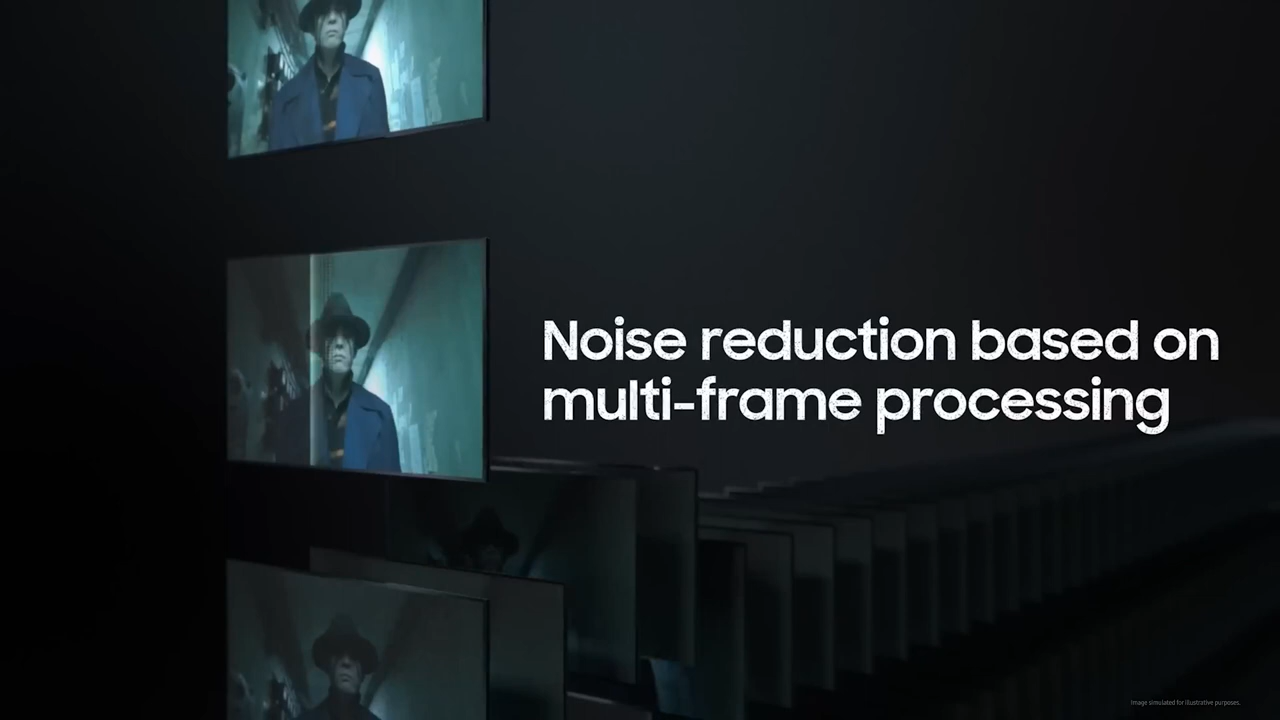 Noise reduction based on
multi-frame processing
Image simulated for illustrative purposes.